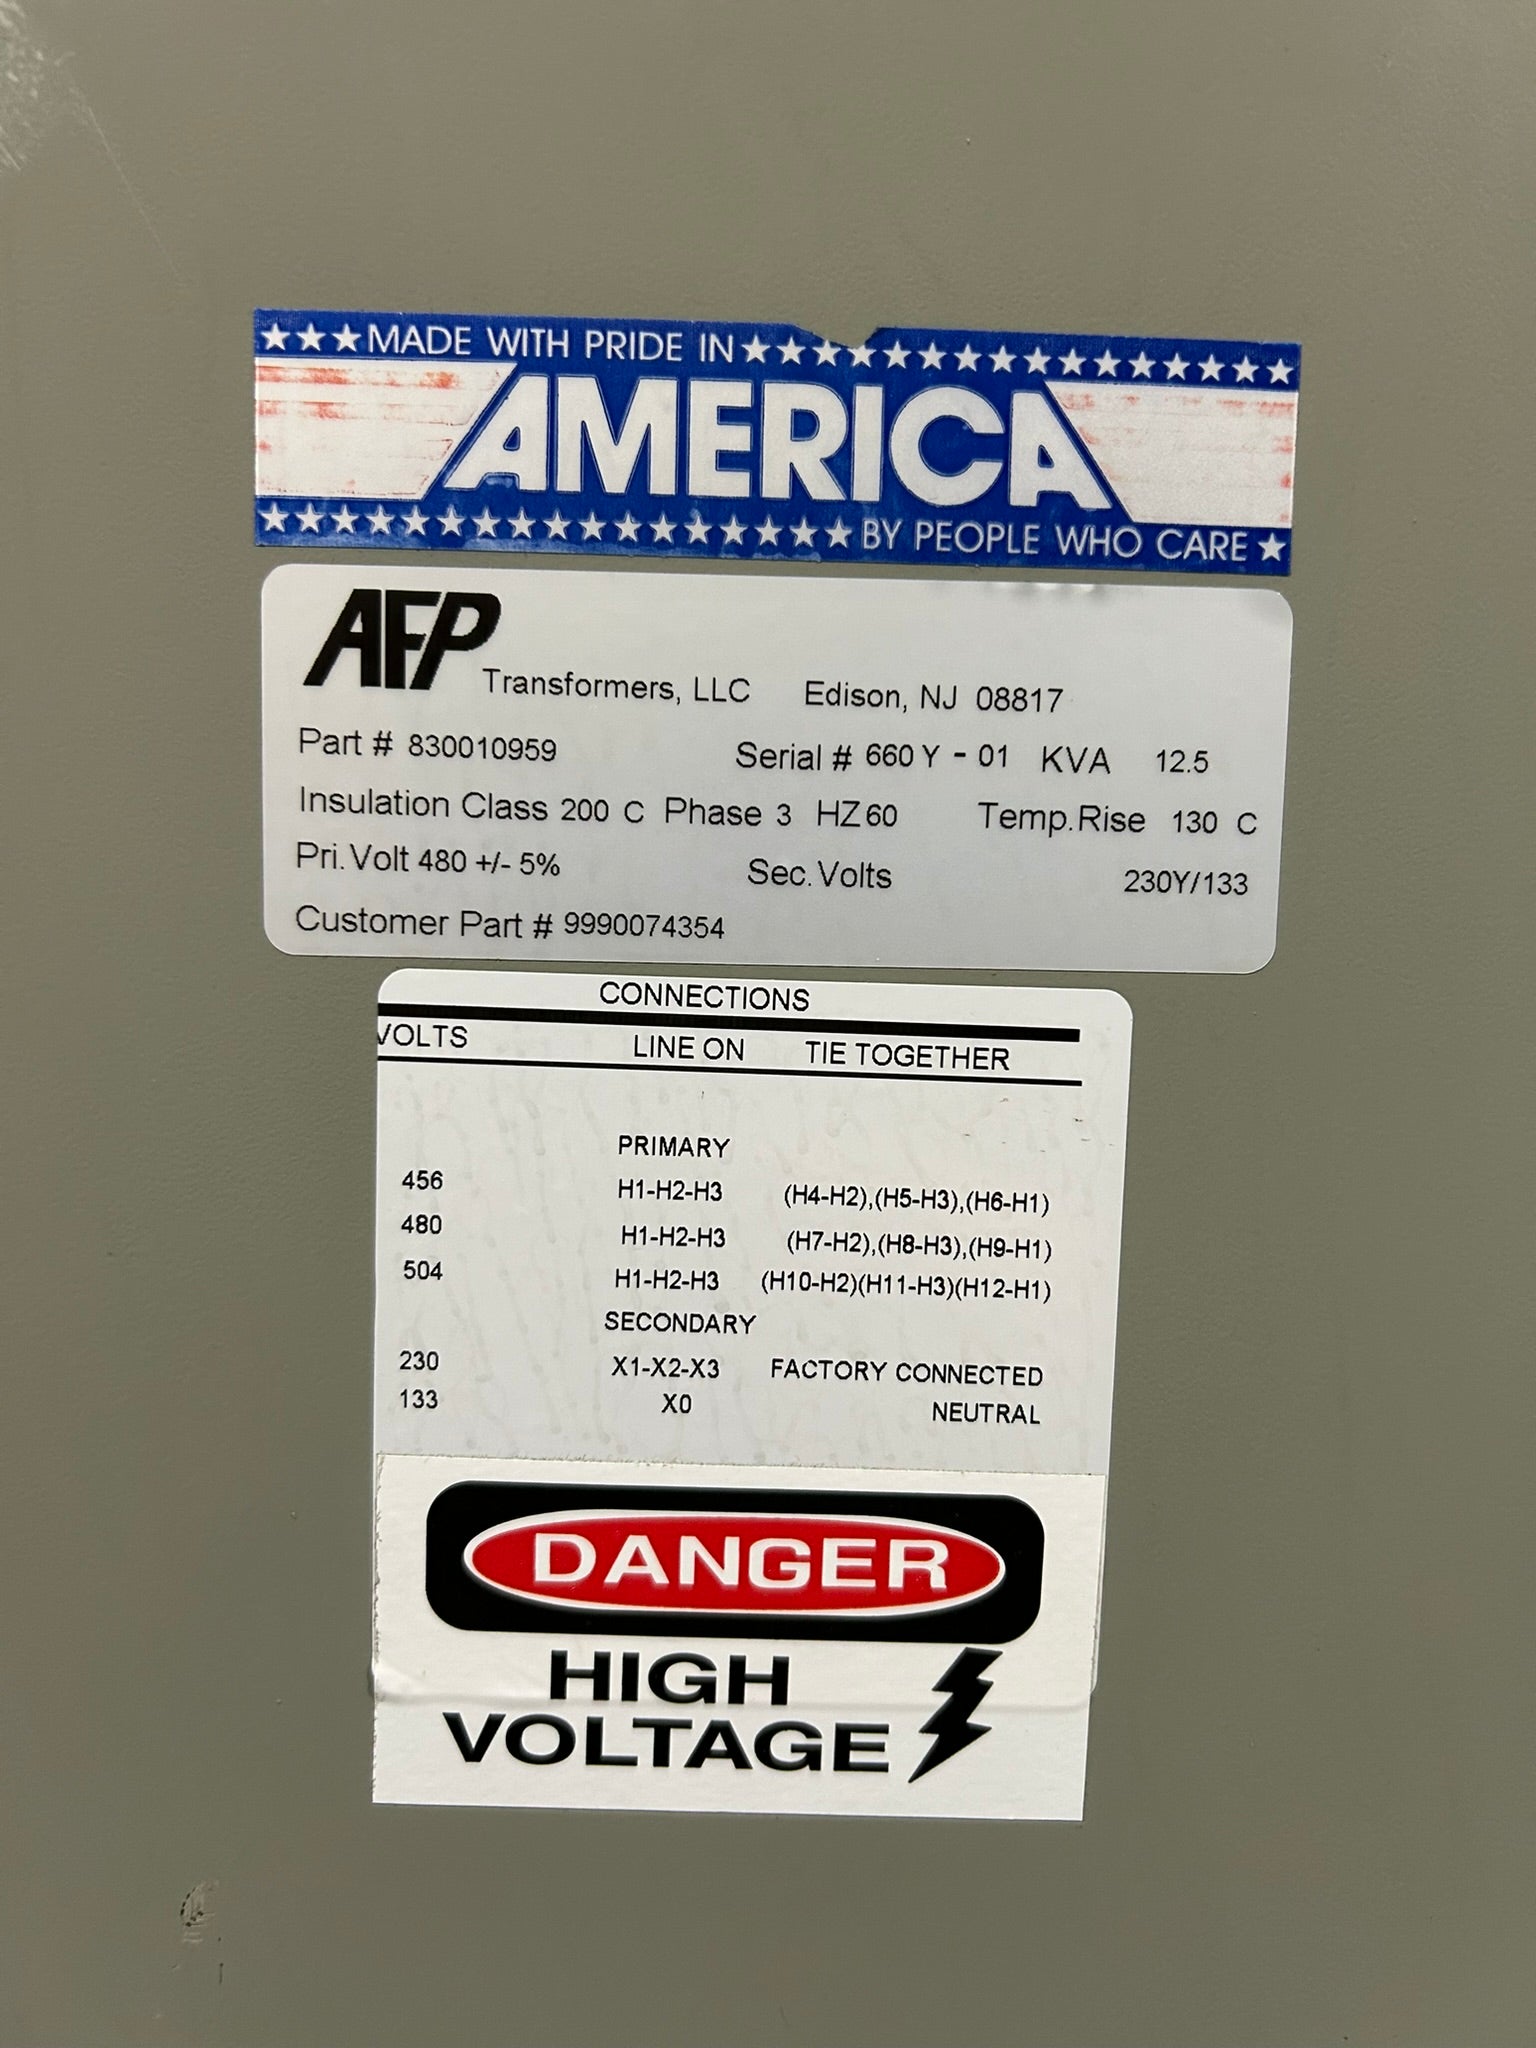 ★★★MADE WITH PRIDE IN★★★★★★★★★★★★★★★★
AMERICA
★★★★★★★★★★★★★★★★★BY PEOPLE WHO CARE★
AFP Transformers, LLC Edison, NJ 08817
Part # 830010959 Serial # 660 Y - 01 KVA 12.5
Insulation Class 200 C Phase 3 HZ 60 Temp.Rise 130 C
Pri.Volt 480 +/- 5% Sec.Volts 230Y/133
Customer Part # 9990074354
CONNECTIONS
VOLTS LINE ON TIE TOGETHER
PRIMARY
456 H1-H2-H3 (H4-H2),(H5-H3),(H6-H1)
480 H1-H2-H3 (H7-H2),(H8-H3),(H9-H1)
504 H1-H2-H3 (H10-H2)(H11-H3)(H12-H1)
SECONDARY
230 X1-X2-X3 FACTORY CONNECTED
133 X0 NEUTRAL
DANGER
HIGH
VOLTAGE